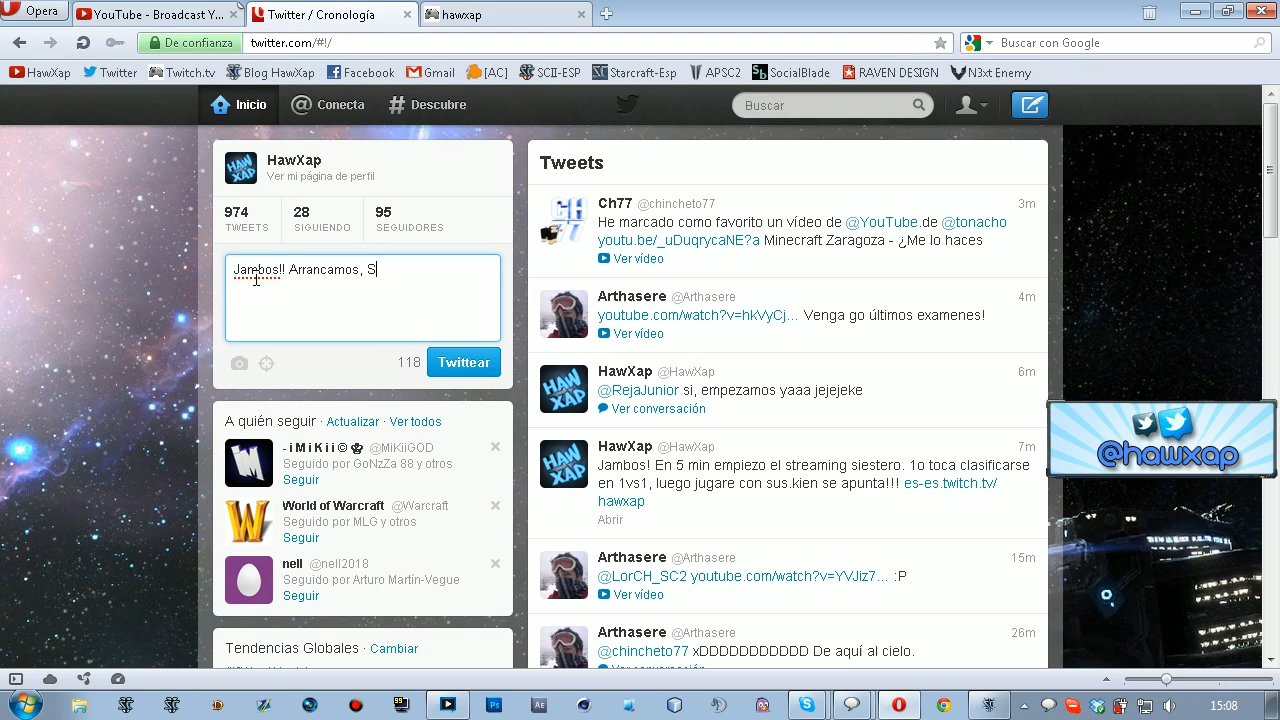 Opera
YouTube - Broadcast Y...
Twitter / Cronología
hawxap
De confianza
twitter.com/#!/
Buscar con Google
HawXap
Twitter
Twitch.tv
Blog HawXap
Facebook
Gmail
[AC]
SCII-ESP
Starcraft-Esp
APSC2
SocialBlade
RAVEN DESIGN
N3xt Enemy
Inicio
Conecta
Descubre
Buscar
HawXap
Ver mi página de perfil
974
TWEETS
28
SIGUIENDO
95
SEGUIDORES
Jambos!! Arrancamos, S
118
Twittear
A quién seguir · Actualizar · Ver todos
- i M i K i i © @MIKiiGOD
Seguido por GoNzZa 88 y otros
Seguir
World of Warcraft @Warcraft
Seguido por MLG y otros
Seguir
nell @nell2018
Seguido por Arturo Martín-Vegue
Seguir
Tendencias Globales · Cambiar
Tweets
Ch77 @chincheto77 3m
He marcado como favorito un vídeo de @YouTube de @tonacho
youtu.be/_uDuqrycaNE?a Minecraft Zaragoza - ¿Me lo haces
Ver vídeo
Arthasere @Arthasere 4m
youtube.com/watch?v=hkVyCj... Venga go últimos examenes!
Ver vídeo
HawXap @HawXap 6m
@RejaJunior si, empezamos yaaa jejejeke
Ver conversación
HawXap @HawXap 7m
Jambos! En 5 min empiezo el streaming siestero. 1o toca clasificarse
en 1vs1, luego jugare con sus kien se apunta!!! es-es.twitch.tv/
hawxap
Abrir
Arthasere @Arthasere 15m
@LorCH_SC2 youtube.com/watch?v=YVJiz7... :P
Ver vídeo
Arthasere @Arthasere 26m
@chincheto77 xDDDDDDDDDDD De aquí al cielo.
@hawxap
HAW
XAP
15:08